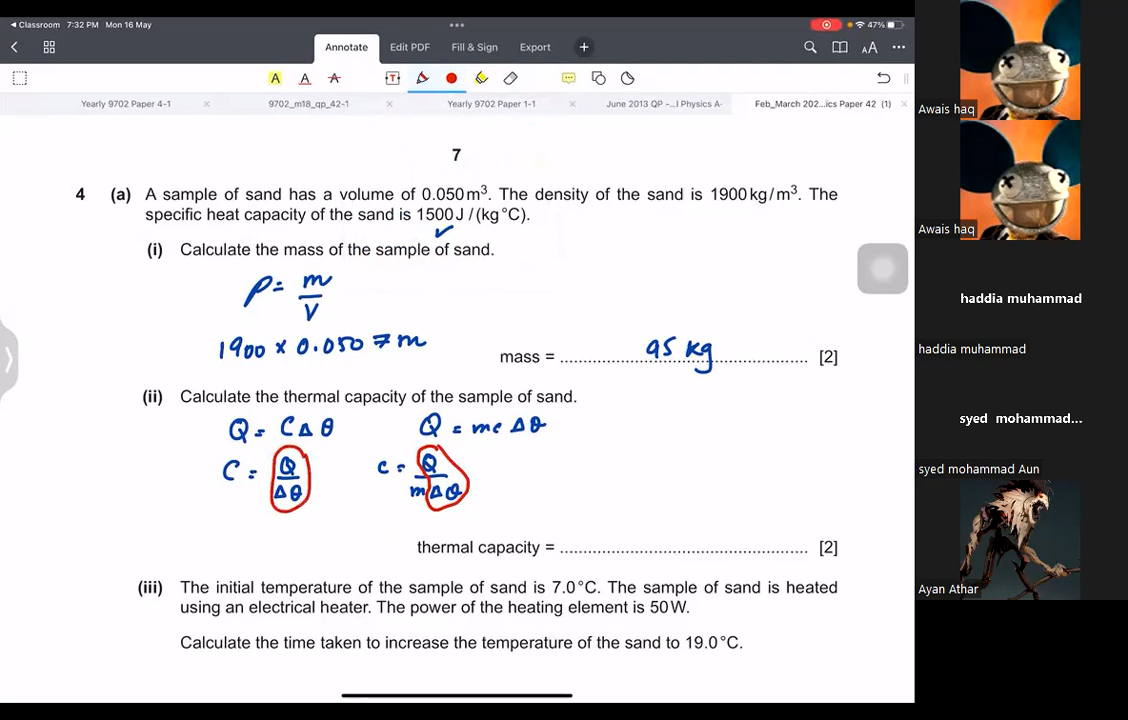 Classroom 7:32 PM Mon 16 May 47%
Annotate Edit PDF Fill & Sign Export
Yearly 9702 Paper 4-1 9702_m18_qp_42-1 Yearly 9702 Paper 1-1 June 2013 QP -...l Physics A- Feb_March 202...ics Paper 42 (1)
7
4 (a) A sample of sand has a volume of 0.050 m³. The density of the sand is 1900 kg/m³. The
specific heat capacity of the sand is 1500 J/(kg °C).
(i) Calculate the mass of the sample of sand.
ρ = m/V
1900 × 0.050 = m
mass = .......... 95 kg .......... [2]
(ii) Calculate the thermal capacity of the sample of sand.
Q = CΔθ Q = mcΔθ
C = Q/Δθ c = Q/mΔθ
thermal capacity = .................... [2]
(iii) The initial temperature of the sample of sand is 7.0 °C. The sample of sand is heated
using an electrical heater. The power of the heating element is 50 W.
Calculate the time taken to increase the temperature of the sand to 19.0 °C.
Awais haq
Awais haq
haddia muhammad
haddia muhammad
syed mohammad...
syed mohammad Aun
Ayan Athar